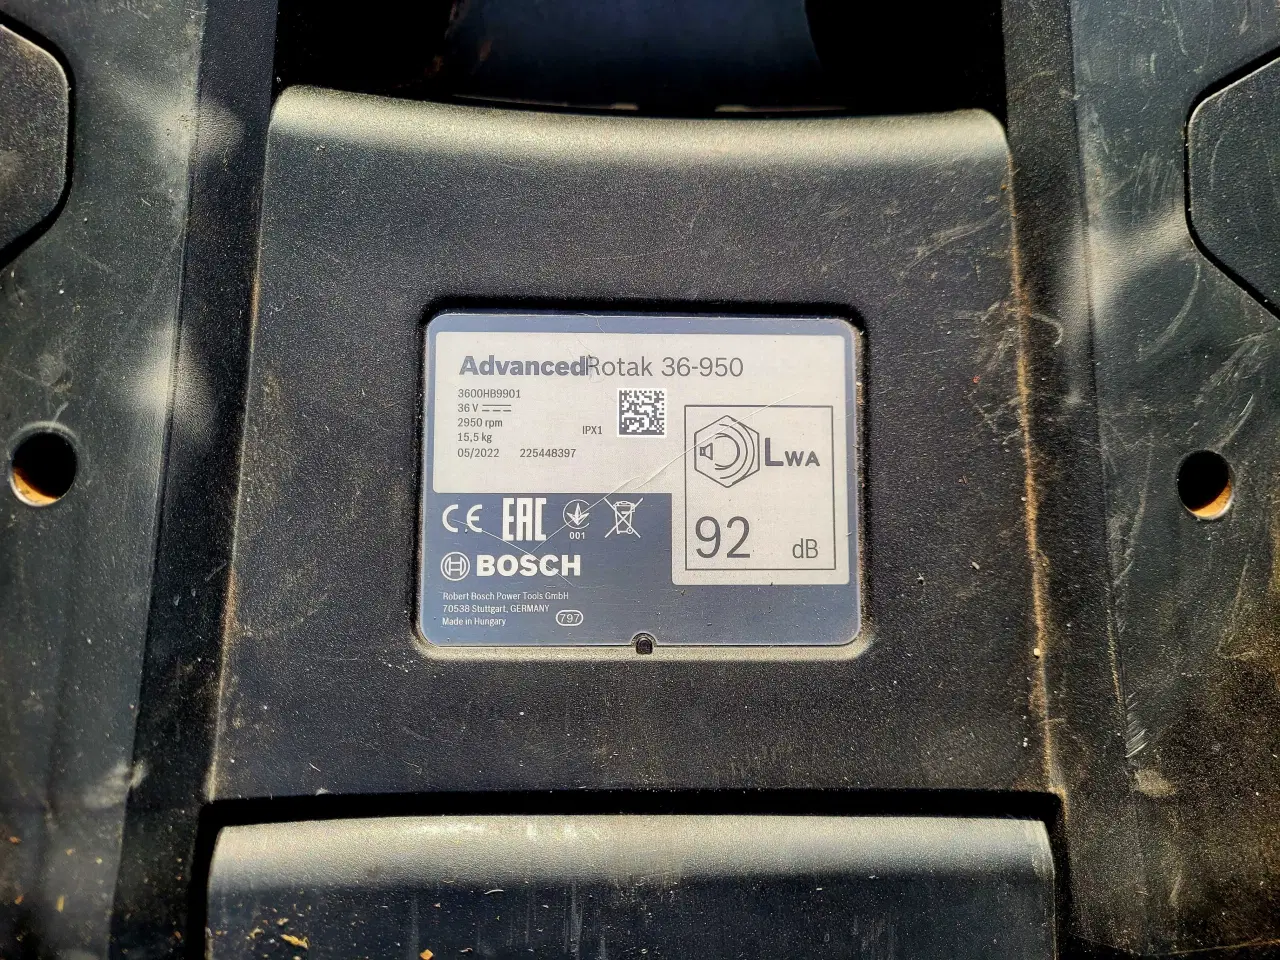 AdvancedRotak 36-950
3600HB9901
36 V
2950 rpm
15,5 kg
IPX1
05/2022 225448397
LWA
92 dB
CE EAC
001
BOSCH
Robert Bosch Power Tools GmbH
70538 Stuttgart, GERMANY
Made in Hungary
797